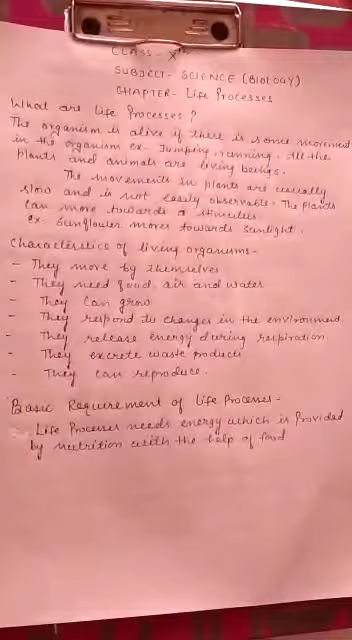 CLASS - Xth
SUBJECT - SCIENCE (BIOLOGY)
CHAPTER - Life Processes
What are Life Processes?
The organism is alive if there is some movement
in the organism ex- Jumping, running. All the
plants and animals are living beings.
The movements in plants are usually
slow and is not easily observable. The plants
can move towards a stimulus.
ex- Sunflower moves towards sunlight.
Characteristics of living organisms -
- They move by themselves
- They need food, air and water
- They can grow
- They respond to changes in the environment.
- They release energy during respiration.
- They excrete waste products
- They can reproduce.
Basic Requirement of Life Processes -
Life Processes needs energy which is provided
by nutrition with the help of food